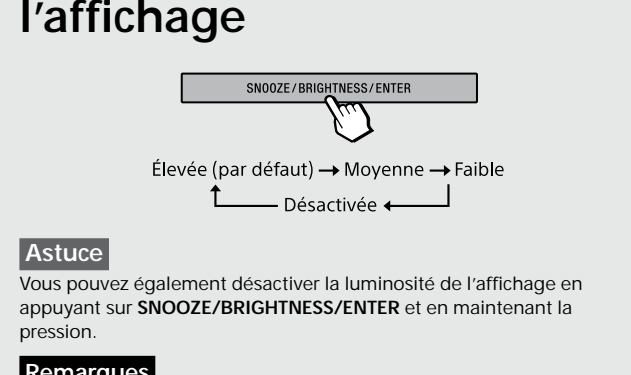 l'affichage
SNOOZE/BRIGHTNESS/ENTER
Élevée (par défaut) → Moyenne → Faible
Désactivée ←
Astuce
Vous pouvez également désactiver la luminosité de l'affichage en
appuyant sur SNOOZE/BRIGHTNESS/ENTER et en maintenant la
pression.
Remarques